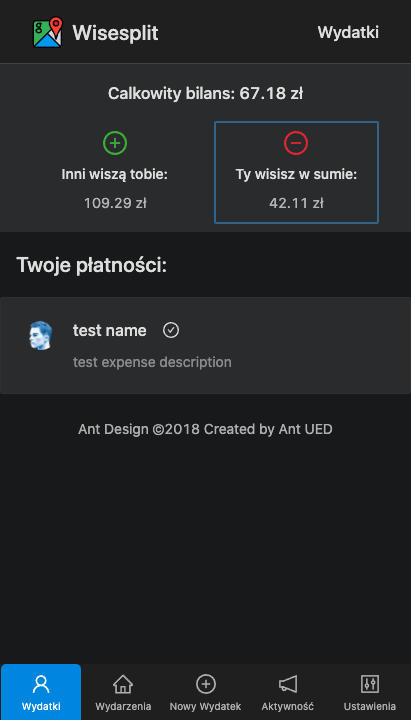 Wisesplit
Wydatki
Calkowity bilans: 67.18 zł
Inni wiszą tobie:
109.29 zł
Ty wisisz w sumie:
42.11 zł
Twoje płatności:
test name
test expense description
Ant Design ©2018 Created by Ant UED
Wydatki
Wydarzenia
Nowy Wydatek
Aktywność
Ustawienia